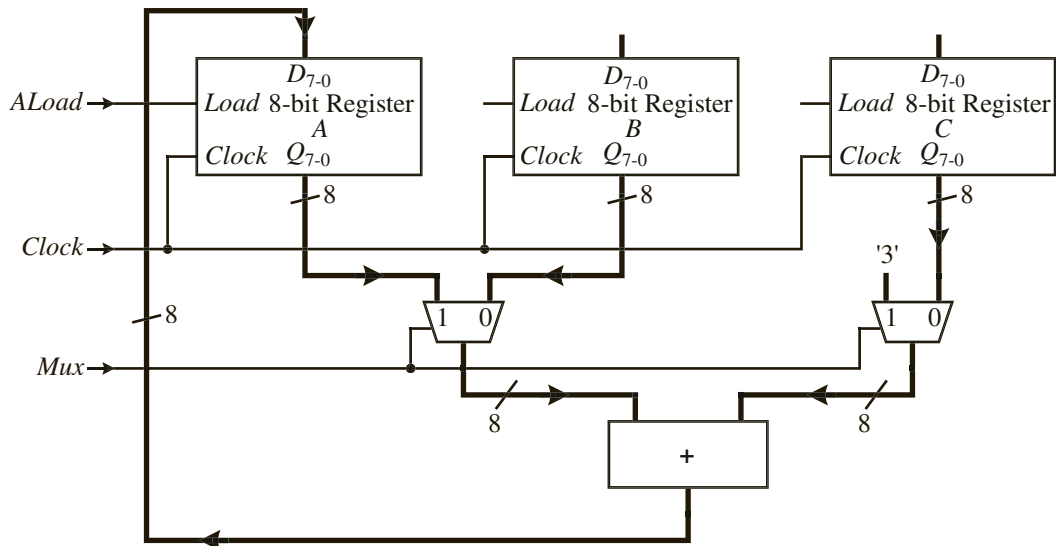 D7-0
D7-0
D7-0
ALoad
Load 8-bit Register
Load 8-bit Register
Load 8-bit Register
A
B
C
Clock Q7-0
Clock Q7-0
Clock Q7-0
8
8
8
Clock
'3'
1 0
1 0
8
Mux
8
8
+